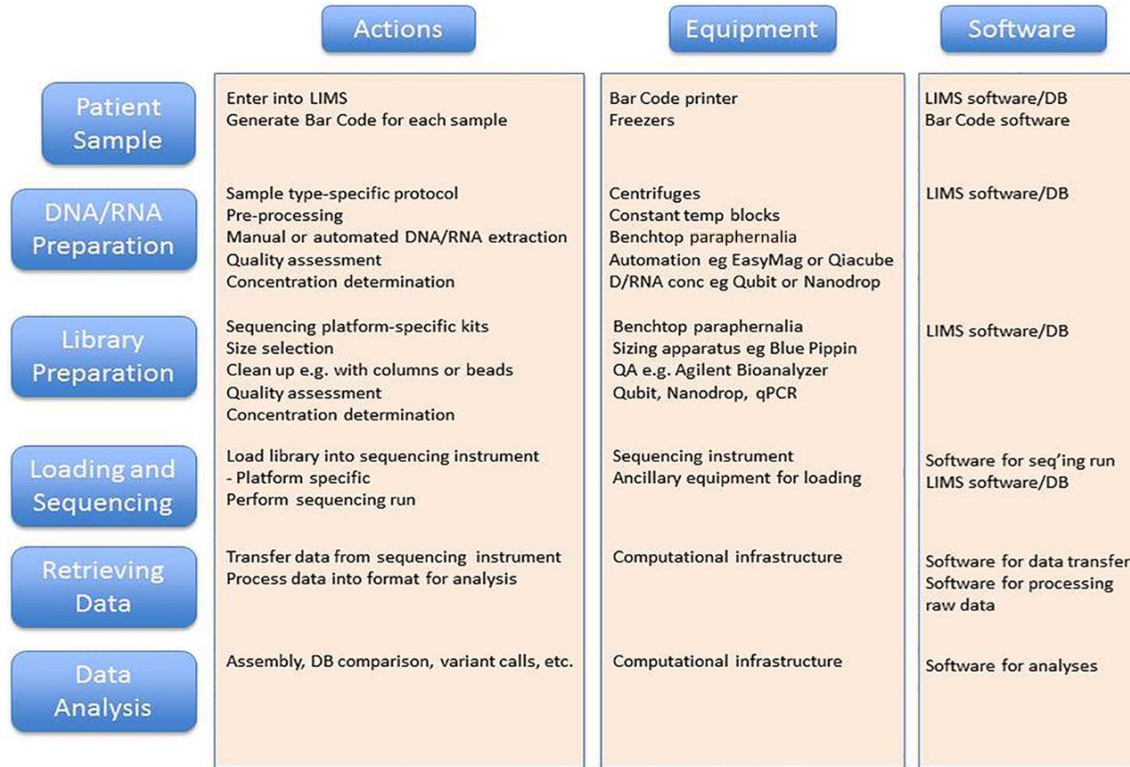 Actions
Equipment
Software
Patient
Sample
Enter into LIMS
Generate Bar Code for each sample
Bar Code printer
Freezers
LIMS software/DB
Bar Code software
DNA/RNA
Preparation
Sample type-specific protocol
Pre-processing
Manual or automated DNA/RNA extraction
Quality assessment
Concentration determination
Centrifuges
Constant temp blocks
Benchtop paraphernalia
Automation eg EasyMag or Qiacube
D/RNA conc eg Qubit or Nanodrop
LIMS software/DB
Library
Preparation
Sequencing platform-specific kits
Size selection
Clean up e.g. with columns or beads
Quality assessment
Concentration determination
Benchtop paraphernalia
Sizing apparatus eg Blue Pippin
QA e.g. Agilent Bioanalyzer
Qubit, Nanodrop, qPCR
LIMS software/DB
Loading and
Sequencing
Load library into sequencing instrument
- Platform specific
Perform sequencing run
Sequencing instrument
Ancillary equipment for loading
Software for seq'ing run
LIMS software/DB
Retrieving
Data
Transfer data from sequencing instrument
Process data into format for analysis
Computational infrastructure
Software for data transfer
Software for processing
raw data
Data
Analysis
Assembly, DB comparison, variant calls, etc.
Computational infrastructure
Software for analyses